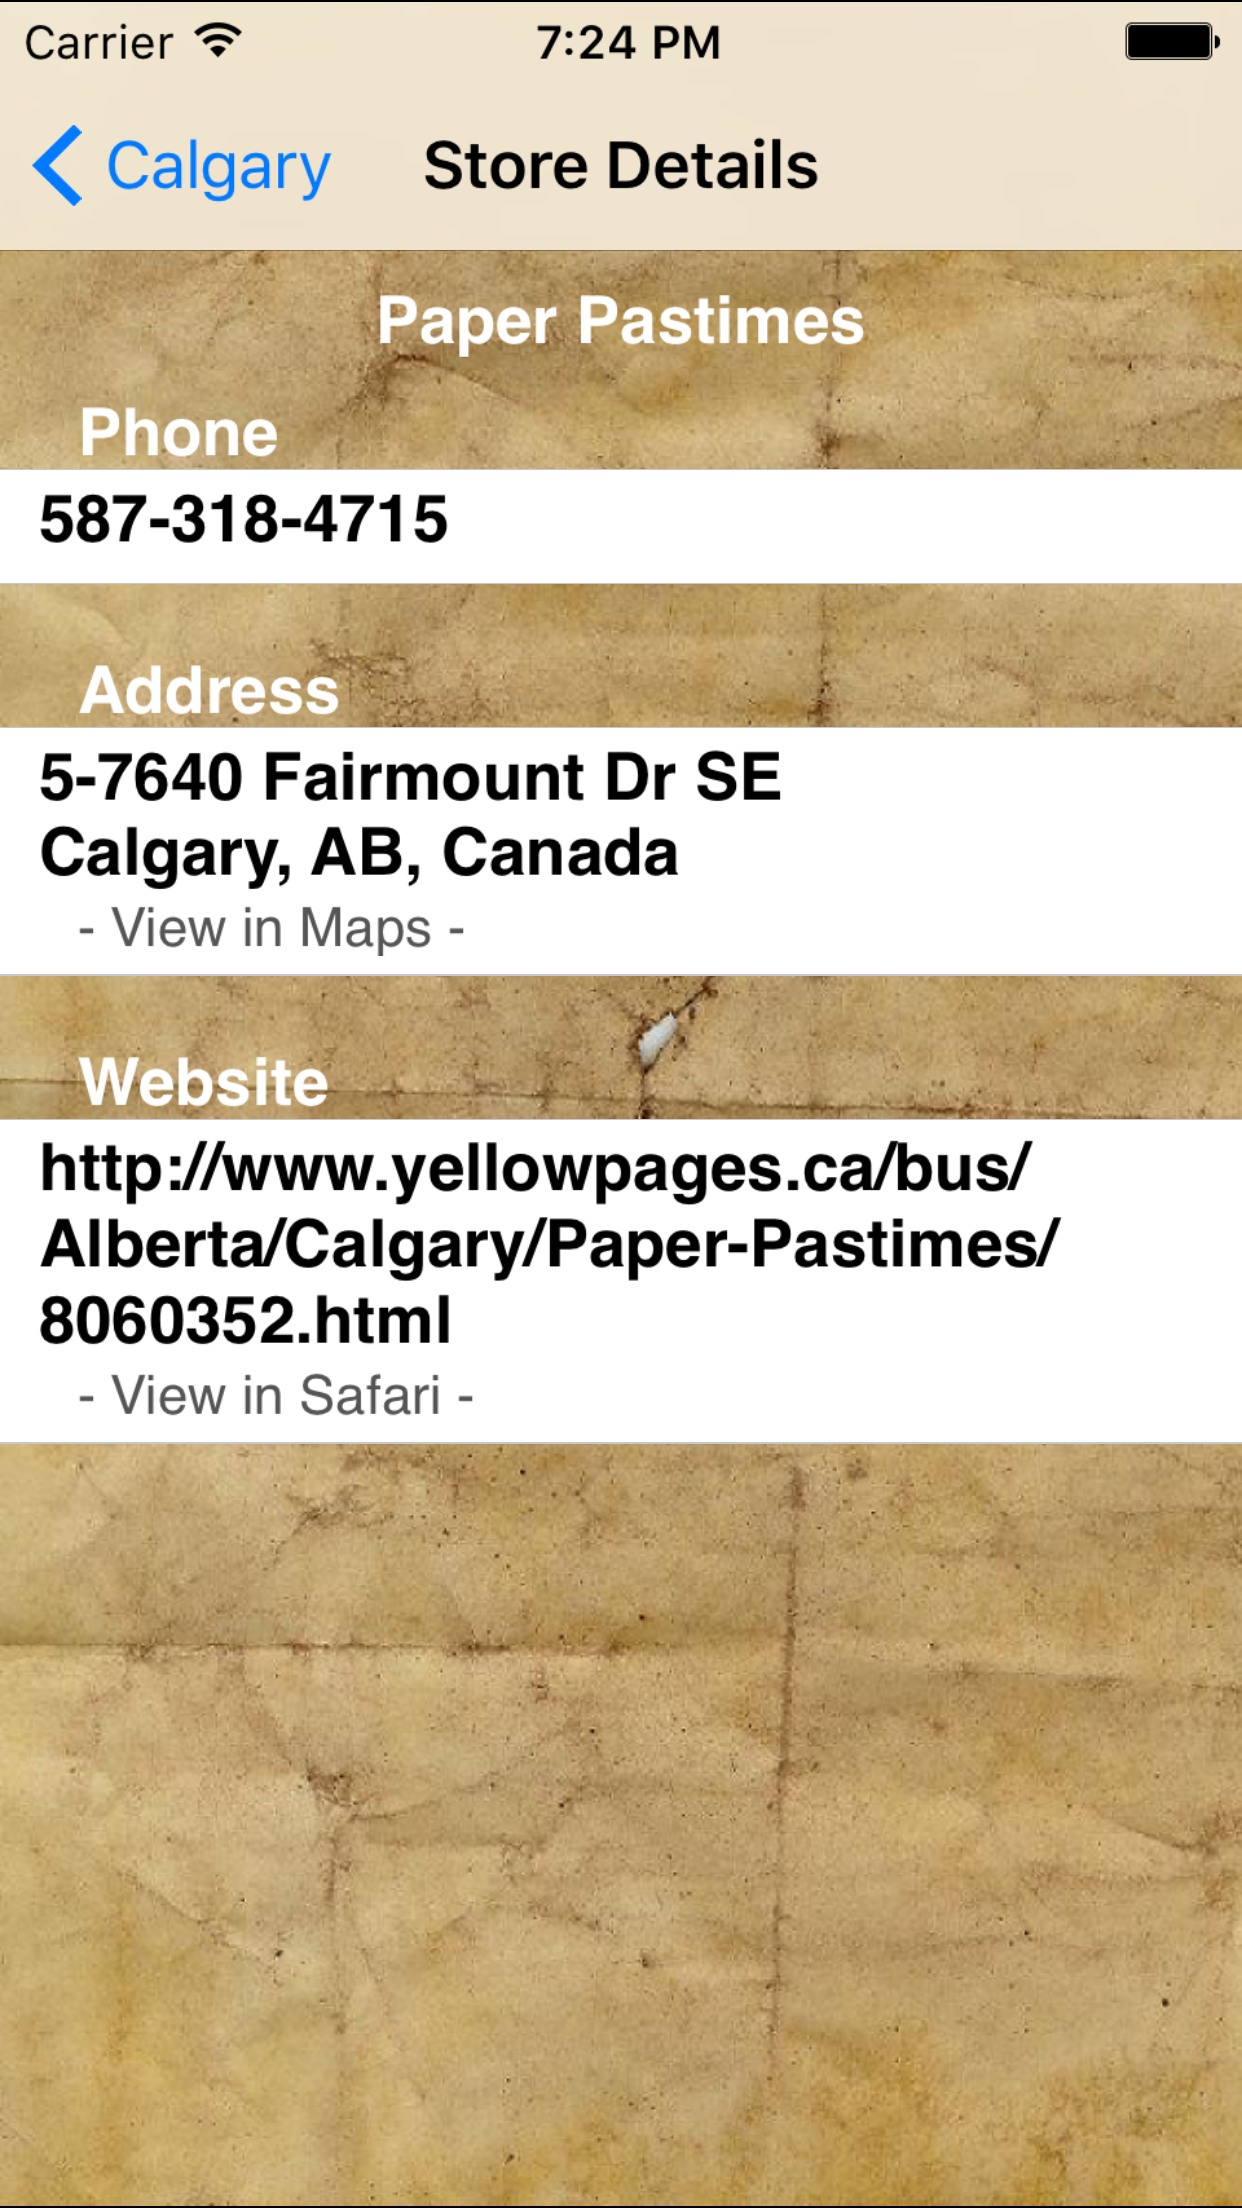 Carrier 7:24 PM
Calgary Store Details
Paper Pastimes
Phone
587-318-4715
Address
5-7640 Fairmount Dr SE
Calgary, AB, Canada
- View in Maps -
Website
http://www.yellowpages.ca/bus/
Alberta/Calgary/Paper-Pastimes/
8060352.html
- View in Safari -